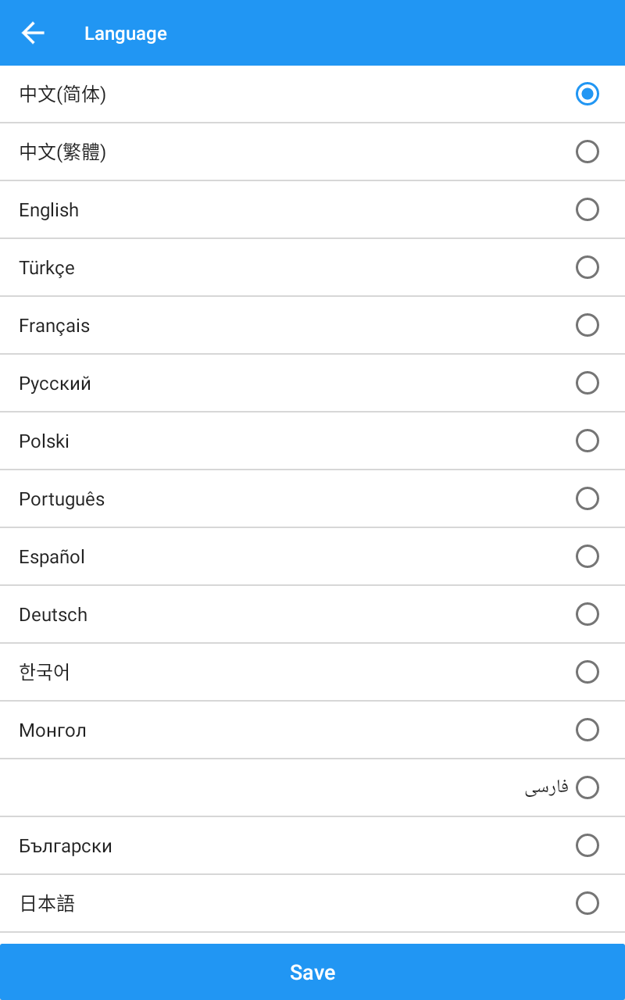 Language
中文(简体)
中文(繁體)
English
Türkçe
Français
Русский
Polski
Português
Español
Deutsch
한국어
Монгол
فارسی
Български
日本語
Save